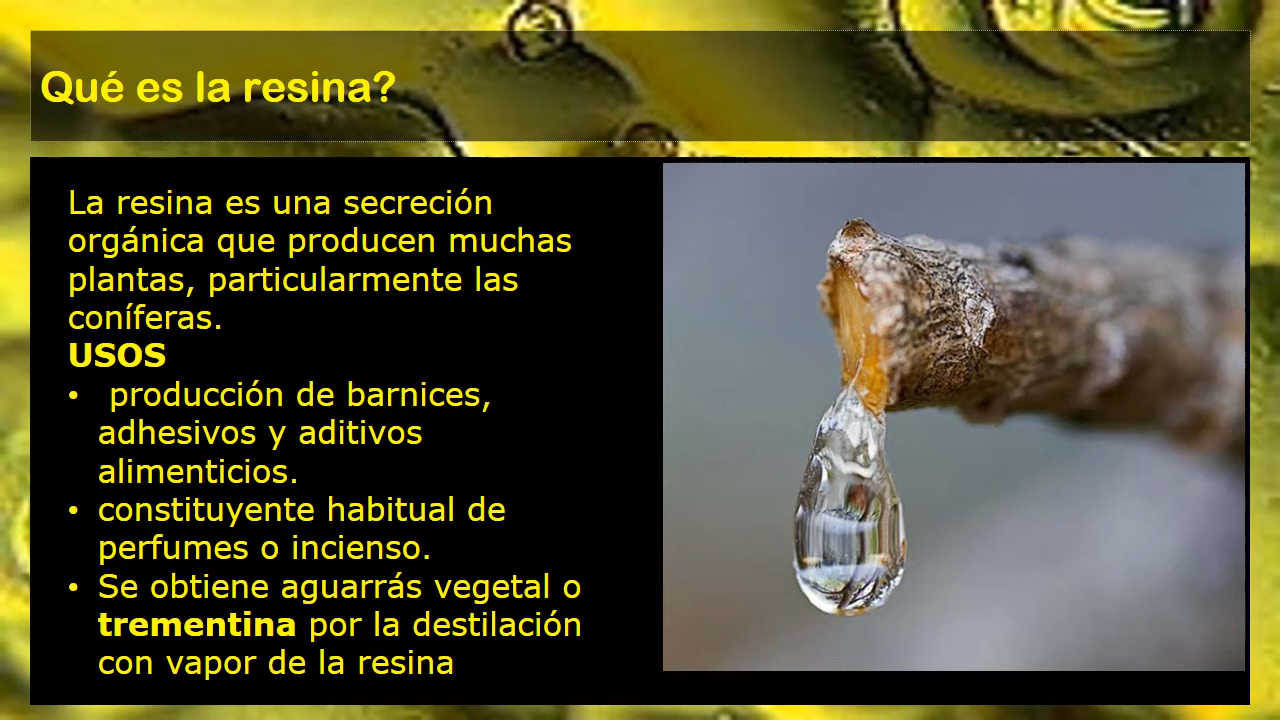 Qué es la resina?
La resina es una secreción
orgánica que producen muchas
plantas, particularmente las
coníferas.
USOS
• producción de barnices,
adhesivos y aditivos
alimenticios.
• constituyente habitual de
perfumes o incienso.
• Se obtiene aguarrás vegetal o
trementina por la destilación
con vapor de la resina